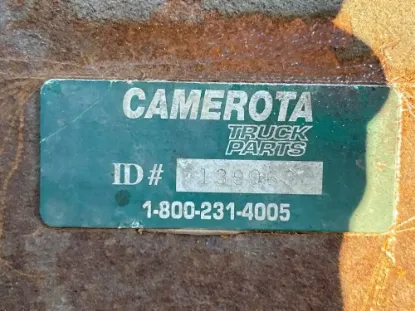 CAMEROTA
TRUCK
PARTS
ID#
1-800-231-4005